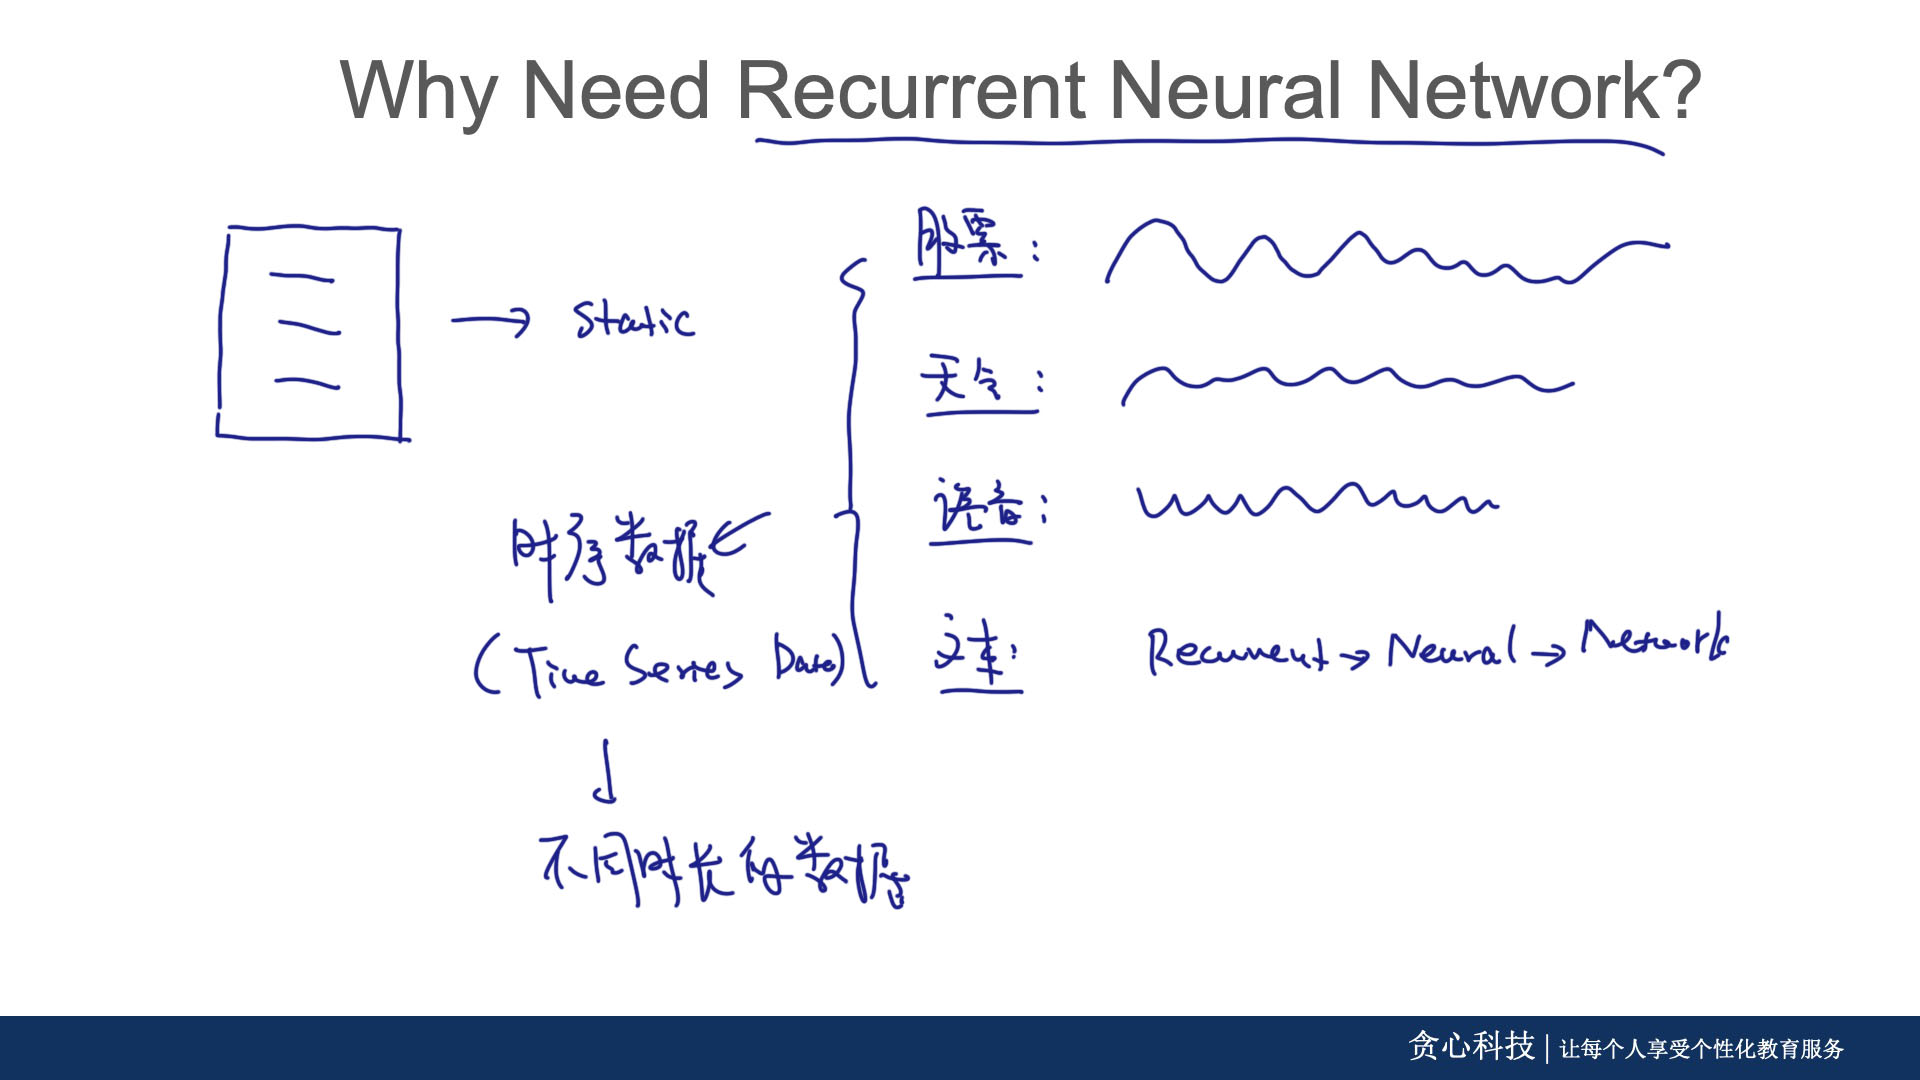 Why Need Recurrent Neural Network?
股票:
Static
天气:
语音:
时序数据
(Time Series Data)
文本:
Recurrent → Neural → Network
不同时长的数据
贪心科技 | 让每个人享受个性化教育服务